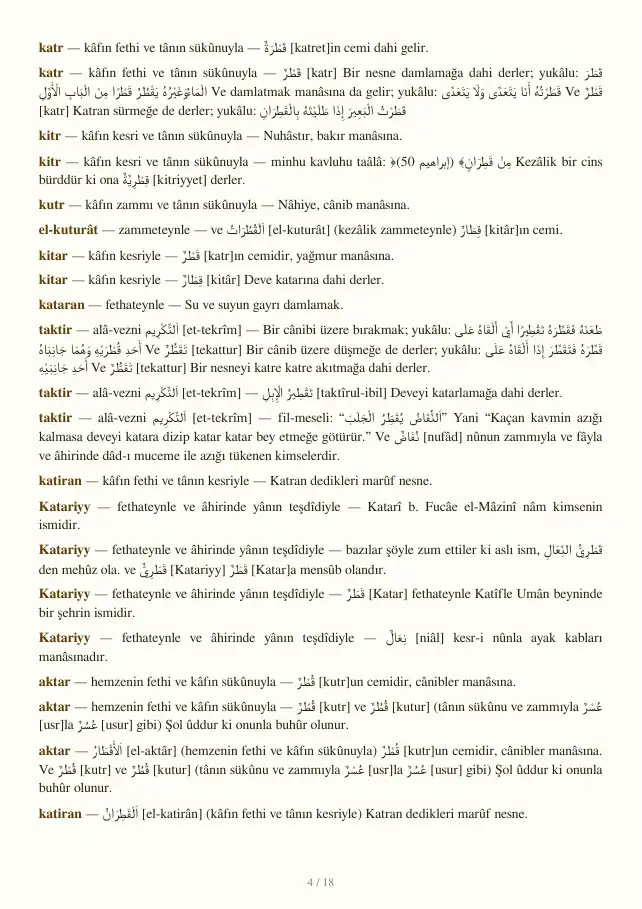 katr — kâfın fethi ve tânın sükûnuyla — قَطْرَةٌ [katret]in cemi dahi gelir.
katr — kâfın fethi ve tânın sükûnuyla — قَطْرٌ [katr] Bir nesne damlamağa dahi derler; yukâlu: قَطَرَ
الْمَاءُ وَغَيْرُهُ يَقْطُرُ قَطْرًا مِنَ الْبَابِ الْأَوَّلِ Ve damlatmak manâsına da gelir; yukâlu: قَطَرْتُهُ أَنَا يَتَعَدَّى وَلَا يَتَعَدَّى Ve قَطْرٌ
[katr] Katran sürmeğe de derler; yukâlu: قَطَرْتُ الْبَعِيرَ إِذَا طَلَيْتَهُ بِالْقَطِرَانِ
kitr — kâfın kesri ve tânın sükûnuyla — Nuhâstır, bakır manâsına.
kitr — kâfın kesri ve tânın sükûnuyla — minhu kavluhu taâlâ: ﴿مِنْ قَطِرَانٍ﴾ (إبراهيم 50) Kezâlik bir cins
bürddür ki ona قِطْرِيَّةٌ [kitriyyet] derler.
kutr — kâfın zammı ve tânın sükûnuyla — Nâhiye, cânib manâsına.
el-kuturât — zammeteynle — ve اَلْقُطُرَاتُ [el-kuturât] (kezâlik zammeteynle) قِطَارٌ [kitâr]ın cemi.
kitar — kâfın kesriyle — قَطْرٌ [katr]ın cemidir, yağmur manâsına.
kitar — kâfın kesriyle — قِطَارٌ [kitâr] Deve katarına dahi derler.
kataran — fethateynle — Su ve suyun gayrı damlamak.
taktir — alâ-vezni اَلتَّكْرِيم [et-tekrîm] — Bir cânibi üzere bırakmak; yukâlu: طَعَنَهُ فَقَطَّرَهُ تَقْطِيرًا أَيْ أَلْقَاهُ عَلَى
أَحَدِ قُطْرَيْهِ وَهُمَا جَانِبَاهُ Ve تَقَطُّرٌ [tekattur] Bir cânib üzere düşmeğe de derler; yukâlu: قَطَّرَهُ فَتَقَطَّرَ إِذَا أَلْقَاهُ عَلَى
أَحَدِ جَانِبَيْهِ Ve تَقَطُّرٌ [tekattur] Bir nesneyi katre katre akıtmağa dahi derler.
taktir — alâ-vezni اَلتَّكْرِيم [et-tekrîm] — تَقْطِيرُ الْإِبِلِ [taktîrul-ibil] Deveyi katarlamağa dahi derler.
taktir — alâ-vezni اَلتَّكْرِيم [et-tekrîm] — fil-meseli: “اَلنُّفَاضُ يُقَطِّرُ الْجَلَبَ” Yani “Kaçan kavmin azığı
kalmasa deveyi katara dizip katar katar bey etmeğe götürür.” Ve نُفَاضٌ [nufâd] nûnun zammıyla ve fâyla
ve âhirinde dâd-ı muceme ile azığı tükenen kimselerdir.
katiran — kâfın fethi ve tânın kesriyle — Katran dedikleri marûf nesne.
Katariyy — fethateynle ve âhirinde yânın teşdîdiyle — Katarî b. Fucâe el-Mâzinî nâm kimsenin
ismidir.
Katariyy — fethateynle ve âhirinde yânın teşdîdiyle — bazılar şöyle zum ettiler ki aslı ism, قَطَرِيُّ النِّعَالِ
den mehûz ola. ve قَطَرِيٌّ [Katariyy] قَطَرٌ [Katar]a mensûb olandır.
Katariyy — fethateynle ve âhirinde yânın teşdîdiyle — قَطَرٌ [Katar] fethateynle Katîf'le Umân beyninde
bir şehrin ismidir.
Katariyy — fethateynle ve âhirinde yânın teşdîdiyle — نِعَالٌ [niâl] kesr-i nûnla ayak kabları
manâsınadır.
aktar — hemzenin fethi ve kâfın sükûnuyla — قُطْرٌ [kutr]un cemidir, cânibler manâsına.
aktar — hemzenin fethi ve kâfın sükûnuyla — قُطْرٌ [kutr] ve قُطُرٌ [kutur] (tânın sükûnu ve zammıyla عُسْرٌ
[usr]la عُسُرٌ [usur] gibi) Şol ûddur ki onunla buhûr olunur.
aktar — اَلْأَقْطَارُ [el-aktâr] (hemzenin fethi ve kâfın sükûnuyla) قُطْرٌ [kutr]un cemidir, cânibler manâsına.
Ve قُطْرٌ [kutr] ve قُطُرٌ [kutur] (tânın sükûnu ve zammıyla عُسْرٌ [usr]la عُسُرٌ [usur] gibi) Şol ûddur ki onunla
buhûr olunur.
katiran — اَلْقَطِرَانُ [el-katirân] (kâfın fethi ve tânın kesriyle) Katran dedikleri marûf nesne.
4 / 18